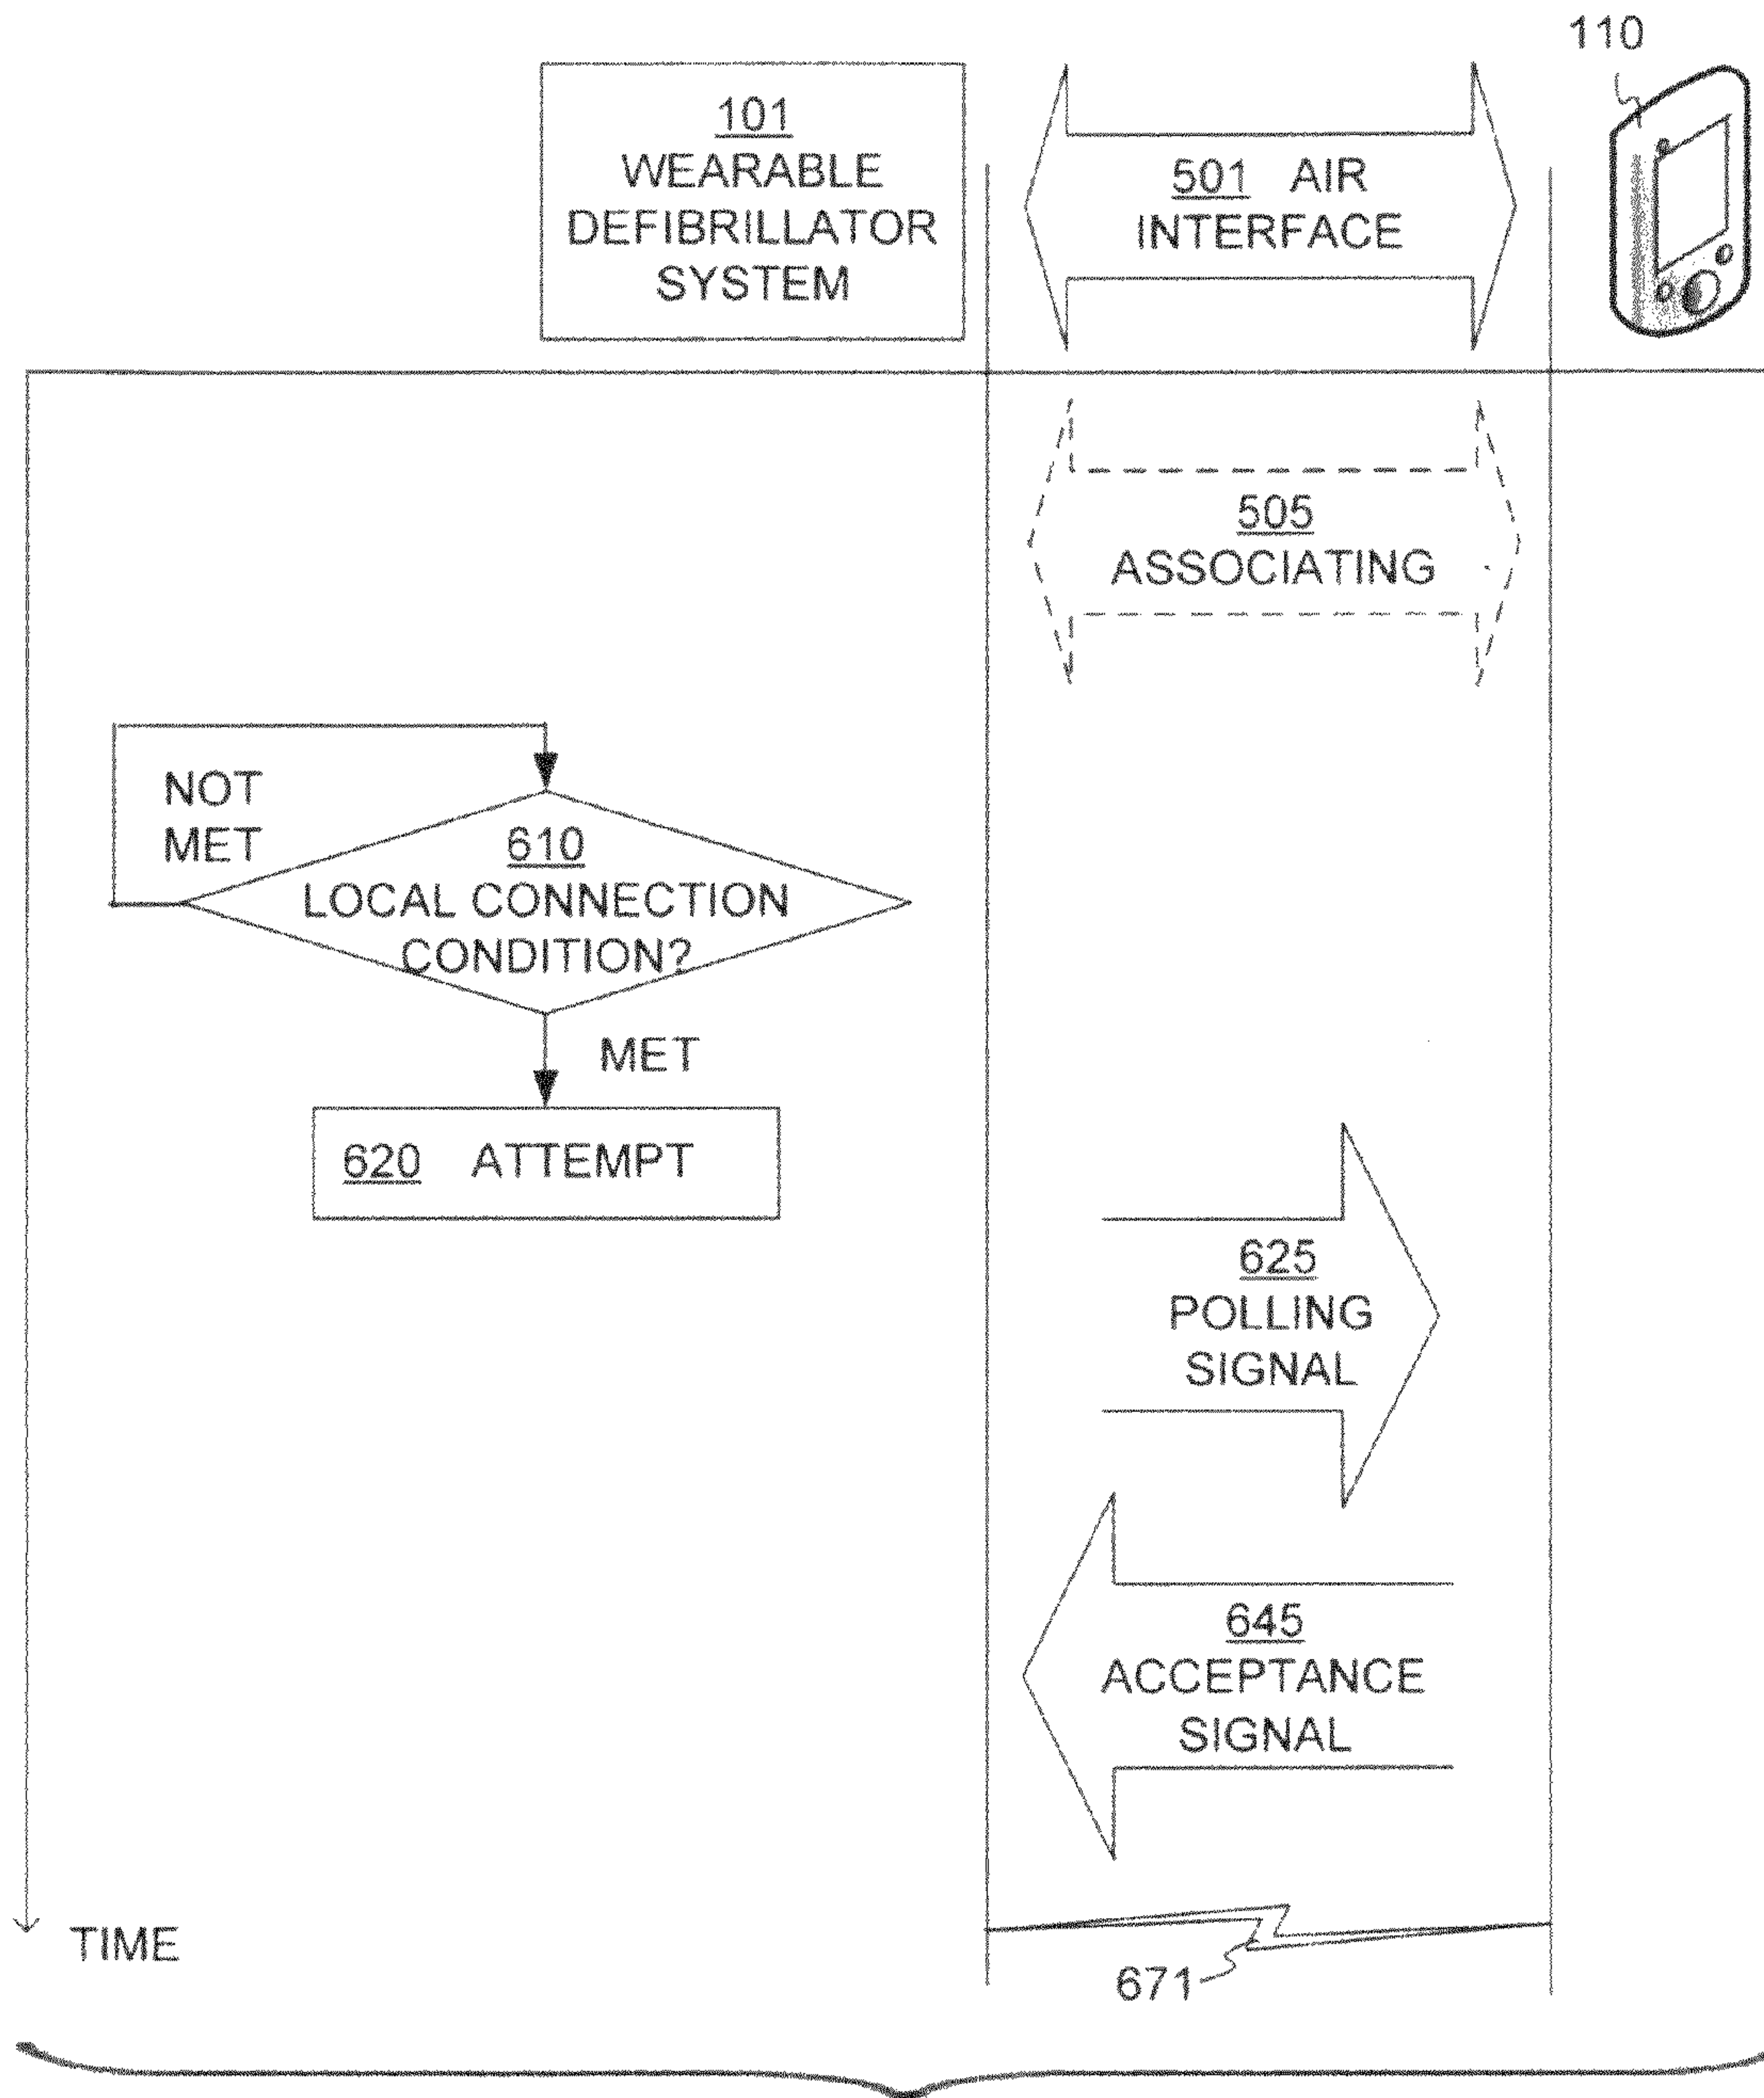 110
101
WEARABLE
DEFIBRILLATOR
SYSTEM
501 AIR
INTERFACE
505
ASSOCIATING
NOT
MET
610
LOCAL CONNECTION
CONDITION?
MET
620 ATTEMPT
625
POLLING
SIGNAL
645
ACCEPTANCE
SIGNAL
TIME
671